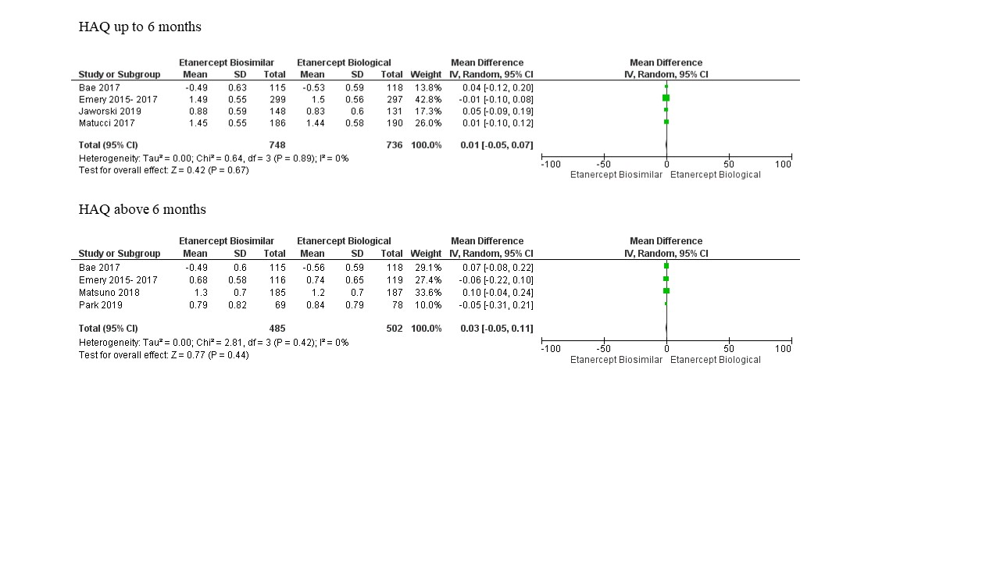 HAQ up to 6 months
Etanercept Biosimilar Etanercept Biological Mean Difference Mean Difference
Study or Subgroup Mean SD Total Mean SD Total Weight IV, Random, 95% CI IV, Random, 95% CI
Bae 2017 -0.49 0.63 115 -0.53 0.59 118 13.8% 0.04 [-0.12, 0.20]
Emery 2015- 2017 1.49 0.55 299 1.5 0.56 297 42.8% -0.01 [-0.10, 0.08]
Jaworski 2019 0.88 0.59 148 0.83 0.6 131 17.3% 0.05 [-0.09, 0.19]
Matucci 2017 1.45 0.55 186 1.44 0.58 190 26.0% 0.01 [-0.10, 0.12]
Total (95% CI) 748 736 100.0% 0.01 [-0.05, 0.07]
Heterogeneity: Tau² = 0.00; Chi² = 0.64, df = 3 (P = 0.89); I² = 0%
Test for overall effect: Z = 0.42 (P = 0.67)
-100 -50 0 50 100
Etanercept Biosimilar Etanercept Biological
HAQ above 6 months
Etanercept Biosimilar Etanercept Biological Mean Difference Mean Difference
Study or Subgroup Mean SD Total Mean SD Total Weight IV, Random, 95% CI IV, Random, 95% CI
Bae 2017 -0.49 0.6 115 -0.56 0.59 118 29.1% 0.07 [-0.08, 0.22]
Emery 2015- 2017 0.68 0.58 116 0.74 0.65 119 27.4% -0.06 [-0.22, 0.10]
Matsuno 2018 1.3 0.7 185 1.2 0.7 187 33.6% 0.10 [-0.04, 0.24]
Park 2019 0.79 0.82 69 0.84 0.79 78 10.0% -0.05 [-0.31, 0.21]
Total (95% CI) 485 502 100.0% 0.03 [-0.05, 0.11]
Heterogeneity: Tau² = 0.00; Chi² = 2.81, df = 3 (P = 0.42); I² = 0%
Test for overall effect: Z = 0.77 (P = 0.44)
-100 -50 0 50 100
Etanercept Biosimilar Etanercept Biological